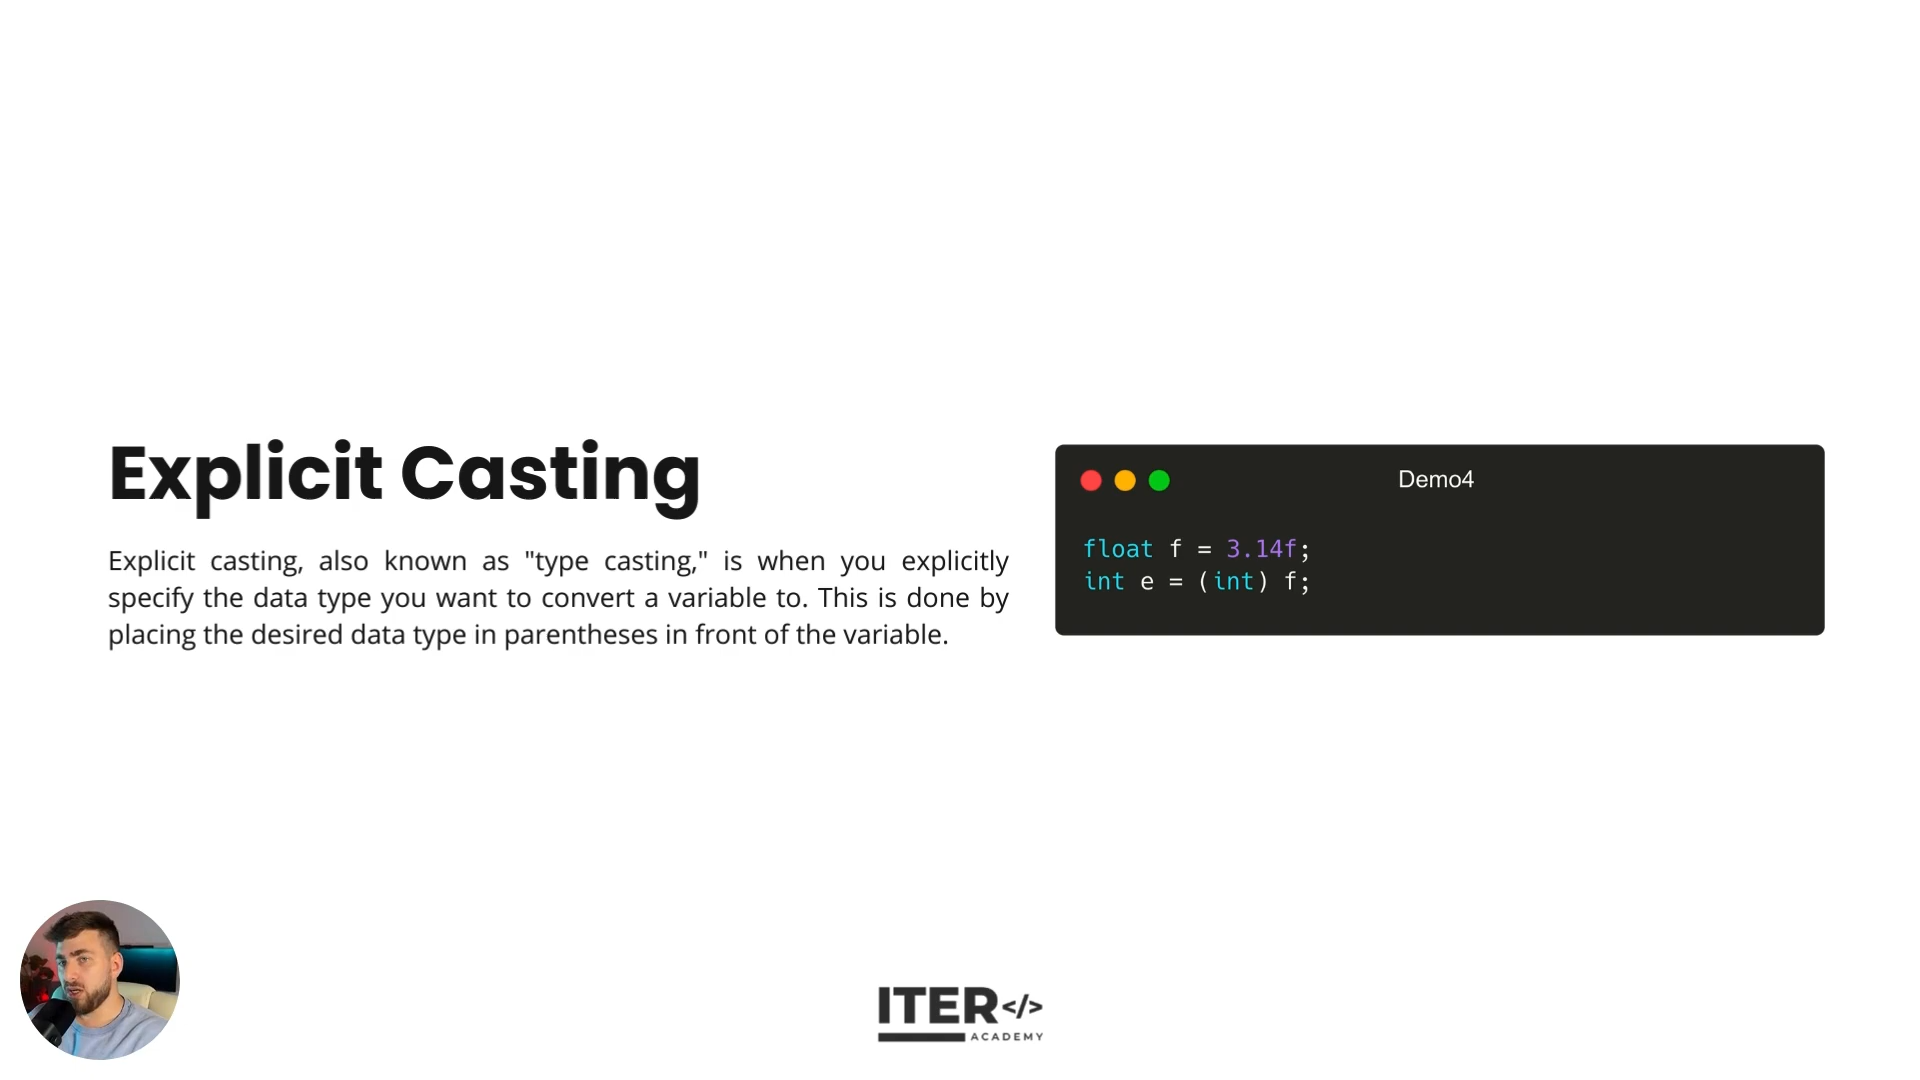 Explicit Casting
Explicit casting, also known as "type casting," is when you explicitly
specify the data type you want to convert a variable to. This is done by
placing the desired data type in parentheses in front of the variable.
Demo4
float f = 3.14f;
int e = (int) f;
ITER </>
ACADEMY